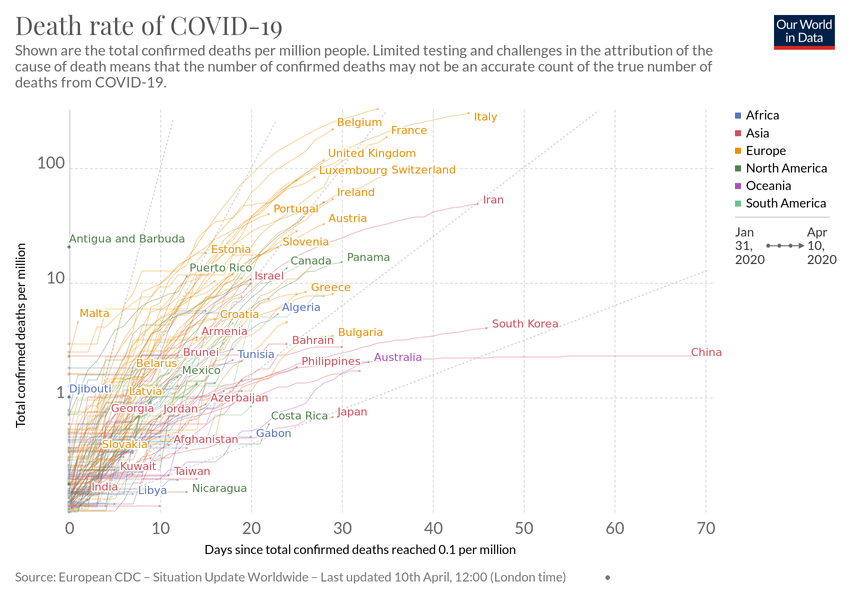 Death rate of COVID-19
Our World
in Data
Shown are the total confirmed deaths per million people. Limited testing and challenges in the attribution of the
cause of death means that the number of confirmed deaths may not be an accurate count of the true number of
deaths from COVID-19.
Belgium
Italy
France
United Kingdom
100
Luxembourg Switzerland
Ireland
Iran
Portugal
Austria
Antigua and Barbuda
Estonia
Slovenia
Puerto Rico
Canada
Panama
Israel
10
Greece
Malta
Croatia
Algeria
Armenia
Bulgaria
South Korea
Bahrain
Brunei
Tunisia
China
Belarus
Philippines
Australia
Mexico
Djibouti
Latvia
1
Azerbaijan
Georgia
Jordan
Costa Rica
Japan
Slovakia
Afghanistan
Gabon
Kuwait
Taiwan
India
Libya
Nicaragua
Total confirmed deaths per million
0
10
20
30
40
50
60
70
Days since total confirmed deaths reached 0.1 per million
Africa
Asia
Europe
North America
Oceania
South America
Jan
31,
2020
Apr
10,
2020
Source: European CDC – Situation Update Worldwide – Last updated 10th April, 12:00 (London time)